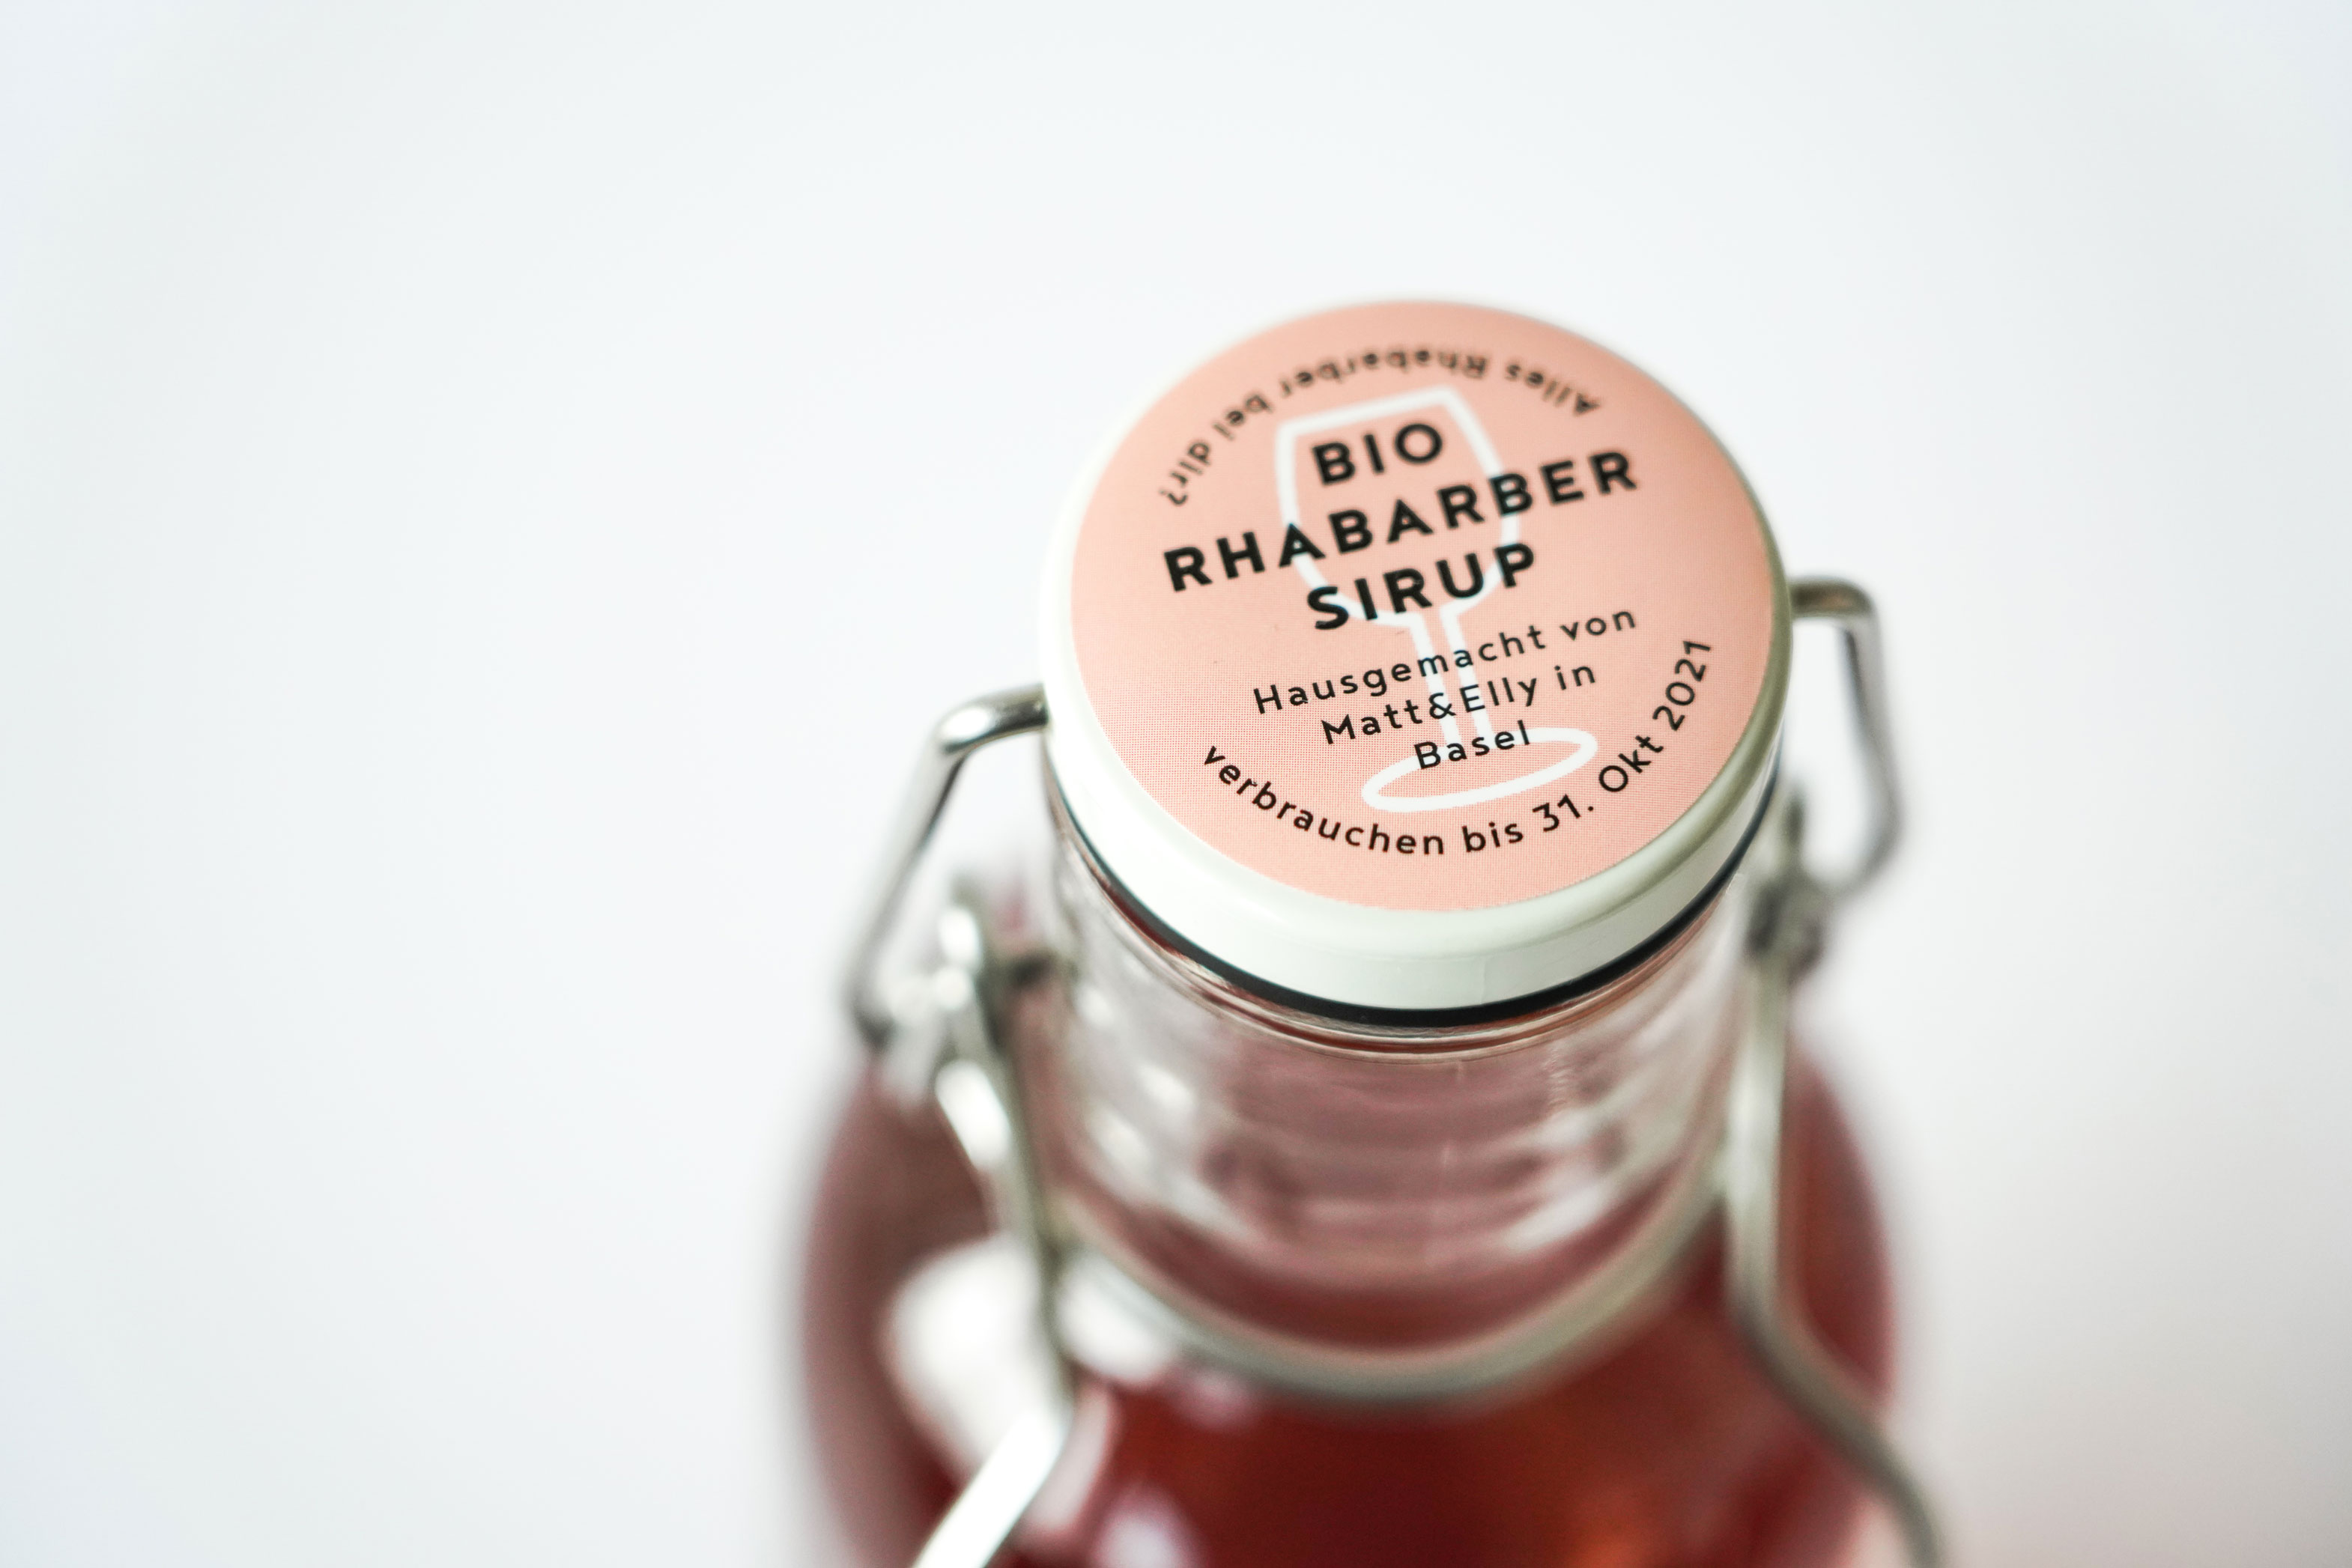 Alles Rhabarber bei dir?
BIO
RHABARBER
SIRUP
Hausgemacht von
Matt&Elly in
Basel
verbrauchen bis 31. Okt 2021